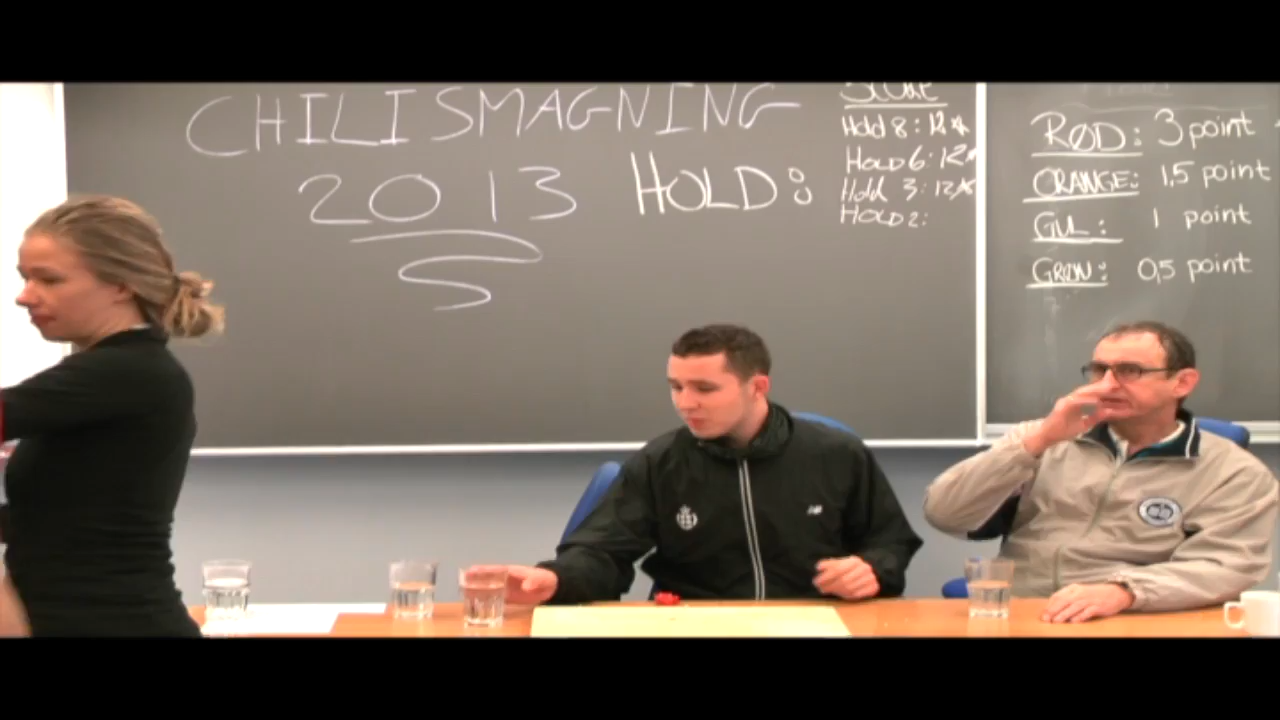 CHILISMAGNING
2013
HOLD:
SCORE
Hold 8: 12
HOLD 6: 12
Hold 3: 12
HOLD 2:
RØD: 3 point
ORANGE: 1,5 point
GUL: 1 point
GRØN: 0,5 point